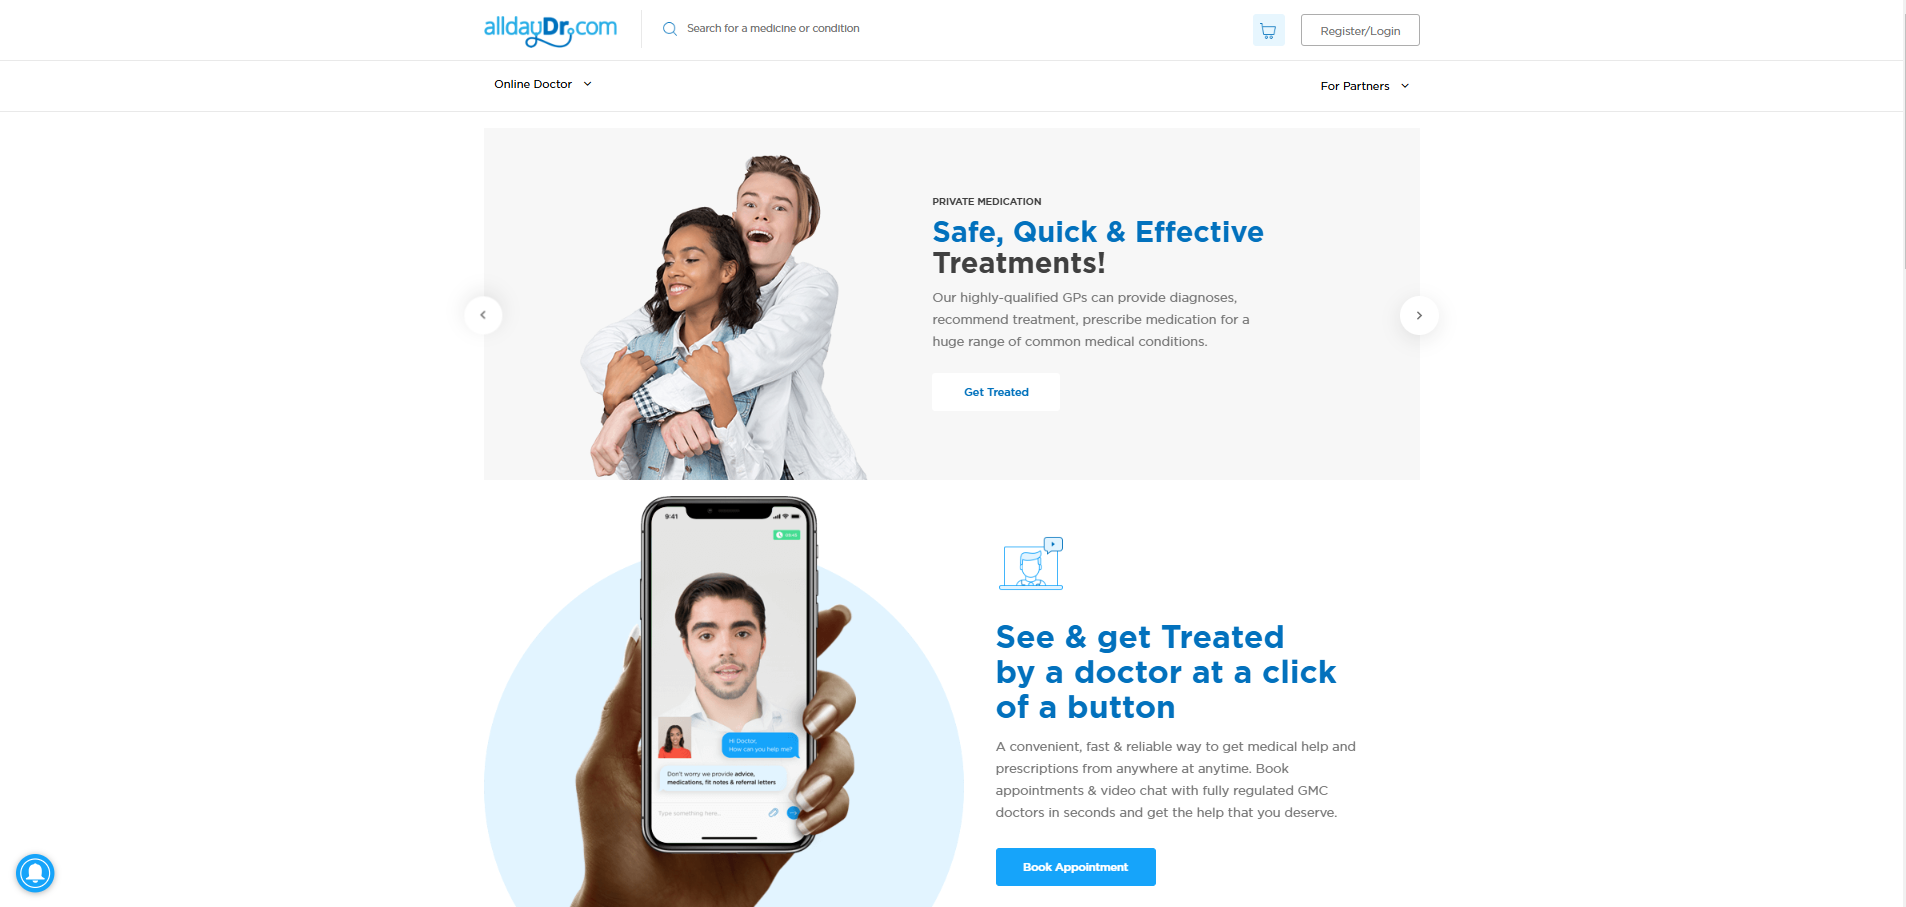 alldayDr.com
Search for a medicine or condition
Register/Login
Online Doctor
For Partners
PRIVATE MEDICATION
Safe, Quick & Effective
Treatments!
Our highly-qualified GPs can provide diagnoses,
recommend treatment, prescribe medication for a
huge range of common medical conditions.
Get Treated
9:41
Hi Doctor,
How can you help me?
Don't worry we provide advice,
medications, fit notes & referral letters
Type something here...
See & get Treated
by a doctor at a click
of a button
A convenient, fast & reliable way to get medical help and
prescriptions from anywhere at anytime. Book
appointments & video chat with fully regulated GMC
doctors in seconds and get the help that you deserve.
Book Appointment